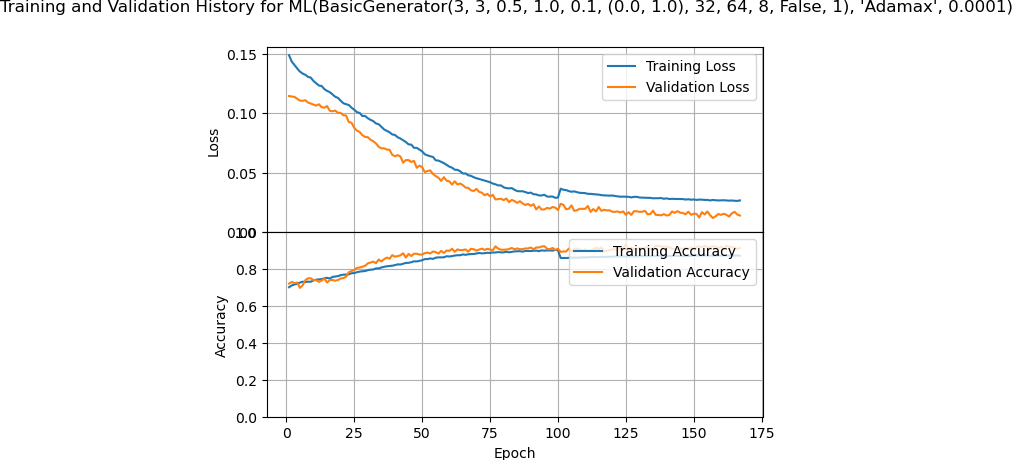 Training and Validation History for ML(BasicGenerator(3, 3, 0.5, 1.0, 0.1, (0.0, 1.0), 32, 64, 8, False, 1), 'Adamax', 0.0001)
0.15
0.10
0.05
0.00
Loss
Training Loss
Validation Loss
1.0
0.8
0.6
0.4
0.2
0.0
Accuracy
Training Accuracy
Validation Accuracy
0 25 50 75 100 125 150 175
Epoch